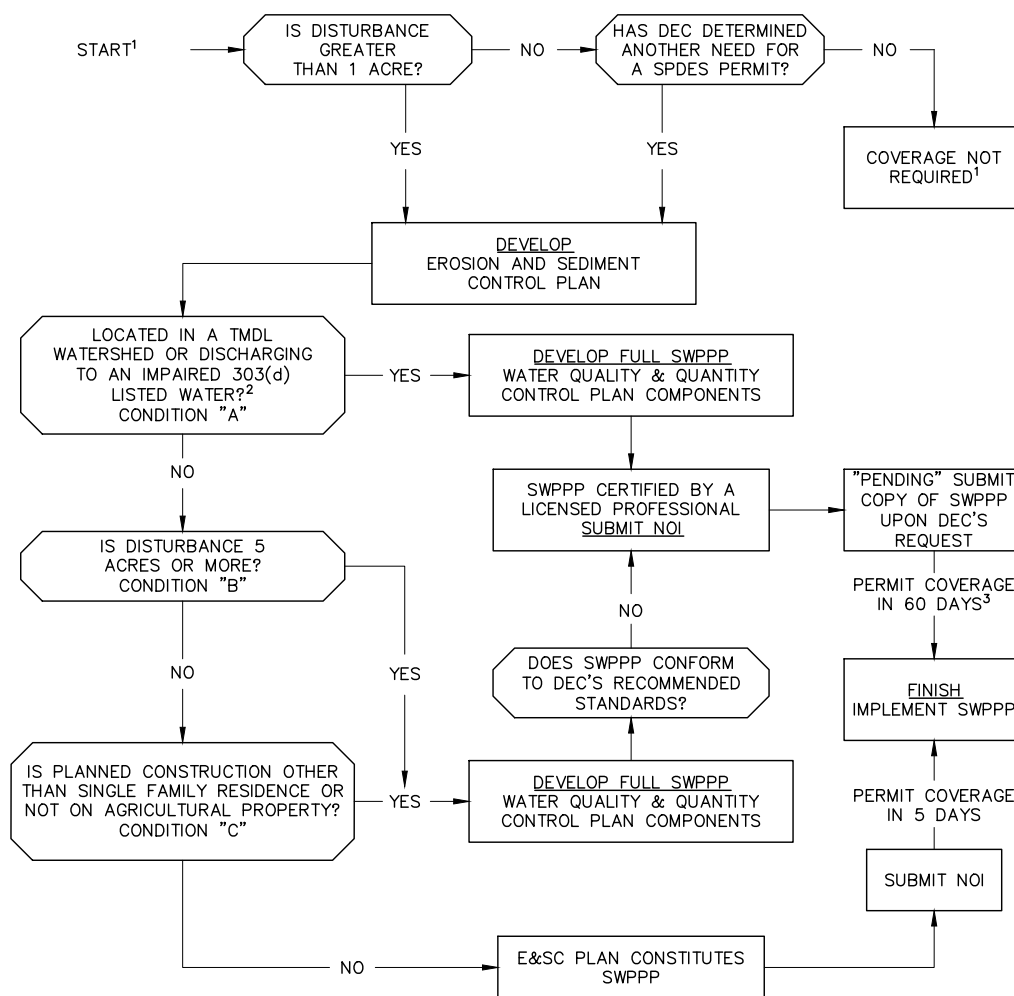 START¹
IS DISTURBANCE
GREATER
THAN 1 ACRE?
NO
HAS DEC DETERMINED
ANOTHER NEED FOR
A SPDES PERMIT?
NO
YES
YES
COVERAGE NOT
REQUIRED¹
DEVELOP
EROSION AND SEDIMENT
CONTROL PLAN
LOCATED IN A TMDL
WATERSHED OR DISCHARGING
TO AN IMPAIRED 303(d)
LISTED WATER?²
CONDITION "A"
YES
DEVELOP FULL SWPPP
WATER QUALITY & QUANTITY
CONTROL PLAN COMPONENTS
NO
SWPPP CERTIFIED BY A
LICENSED PROFESSIONAL
SUBMIT NOI
"PENDING" SUBMIT
COPY OF SWPPP
UPON DEC'S
REQUEST
IS DISTURBANCE 5
ACRES OR MORE?
CONDITION "B"
PERMIT COVERAGE
IN 60 DAYS³
NO
NO
YES
DOES SWPPP CONFORM
TO DEC'S RECOMMENDED
STANDARDS?
FINISH
IMPLEMENT SWPPP
IS PLANNED CONSTRUCTION OTHER
THAN SINGLE FAMILY RESIDENCE OR
NOT ON AGRICULTURAL PROPERTY?
CONDITION "C"
YES
DEVELOP FULL SWPPP
WATER QUALITY & QUANTITY
CONTROL PLAN COMPONENTS
PERMIT COVERAGE
IN 5 DAYS
SUBMIT NOI
NO
E&SC PLAN CONSTITUTES
SWPPP